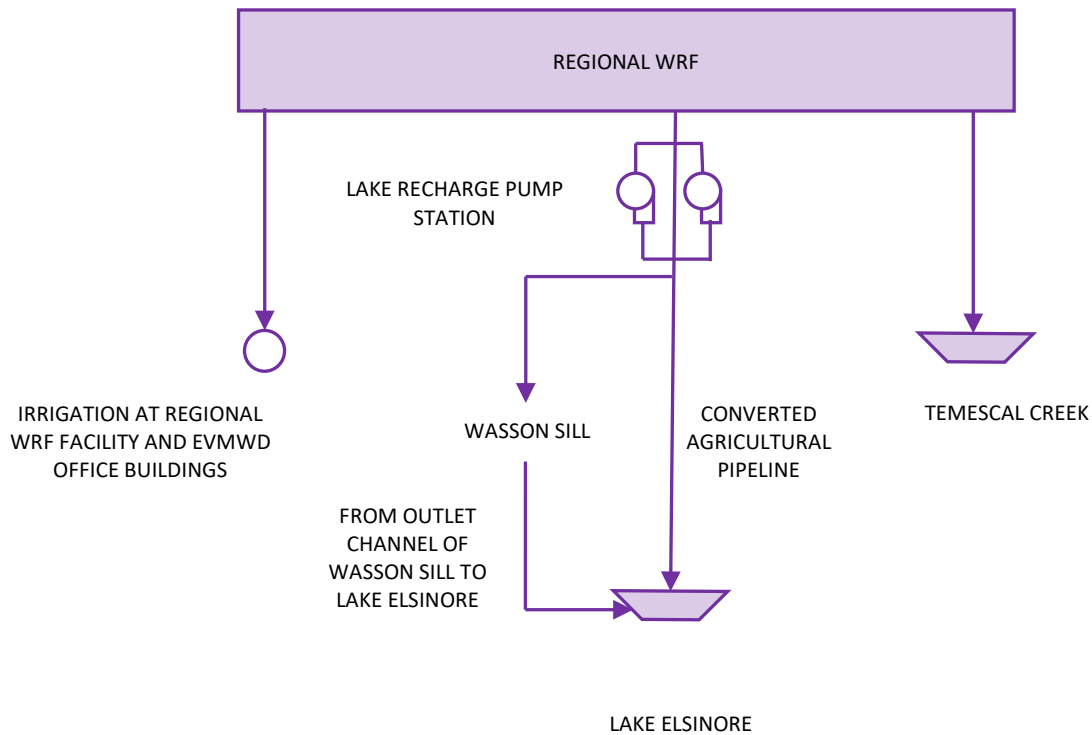 REGIONAL WRF
LAKE RECHARGE PUMP
STATION
IRRIGATION AT REGIONAL
WRF FACILITY AND EVMWD
OFFICE BUILDINGS
WASSON SILL
CONVERTED
AGRICULTURAL
PIPELINE
TEMESCAL CREEK
FROM OUTLET
CHANNEL OF
WASSON SILL TO
LAKE ELSINORE
LAKE ELSINORE